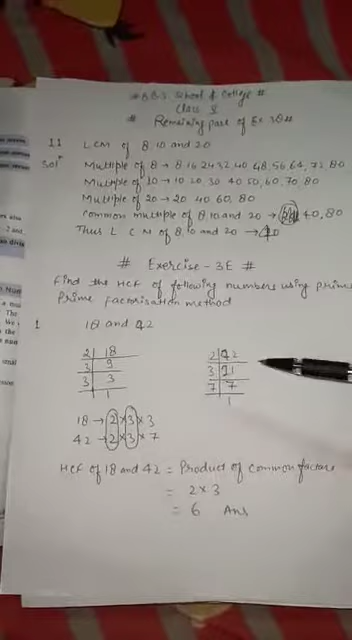 # B.B.S. School & College #
Class V
# Remaining part of Ex 3D #
11 LCM of 8, 10 and 20
Solⁿ Multiple of 8 → 8 16 24 32, 40 48, 56, 64, 72, 80
Multiple of 10 → 10 20 30 40 50, 60, 70, 80
Multiple of 20 → 20 40 60, 80
Common multiple of 8, 10 and 20 → 40, 80
Thus L C M of 8, 10 and 20 → 40
# Exercise - 3E #
Find the HCF of following numbers using prime
Prime factorisation method
1 18 and 42
2 18 2 42
3 9 3 21
3 3 7 7
1 1
18 → 2 × 3 × 3
42 → 2 × 3 × 7
HCF of 18 and 42 = Product of common factors
= 2 × 3
= 6 Ans